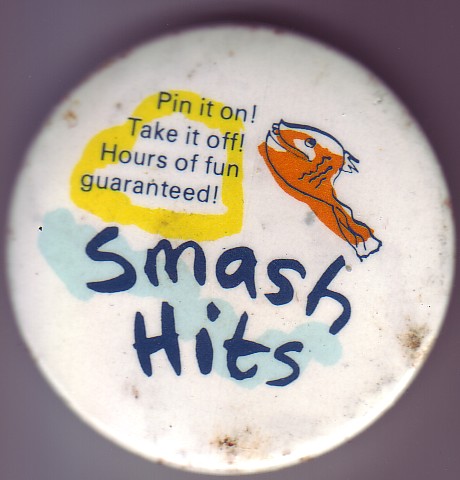 Pin it on!
Take it off!
Hours of fun
guaranteed!
Smash
Hits